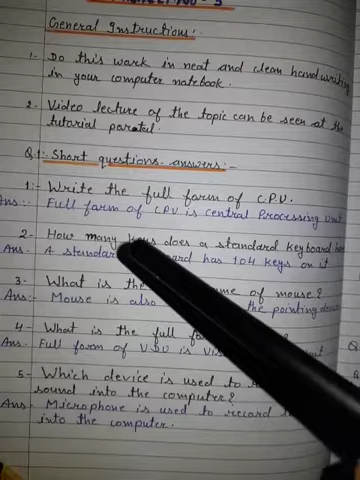 General Instructions:-
1- Do this work in neat and clean handwriting
in your computer notebook.
2- Video lecture of the topic can be seen at the
tutorial
Q1:- Short questions answers:-
1:- Write the full form of C.P.U.
Ans:- Full form of CPU is central Processing Unit
2- How many keys does a standard keyboard
Ans. A standard has 104 keys on it
3. What is the of mouse?
Ans:- Mouse is also the pointing
4- What is the full
Ans:- Full form of VDU is
5- Which device is used to
sound into the computer?
Ans:- Microphone is used to record
into the computer.